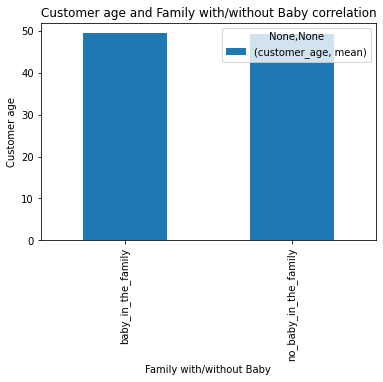 Customer age and Family with/without Baby correlation
None,None
(customer_age, mean)
Customer age
50
40
30
20
10
0
baby_in_the_family
no_baby_in_the_family
Family with/without Baby